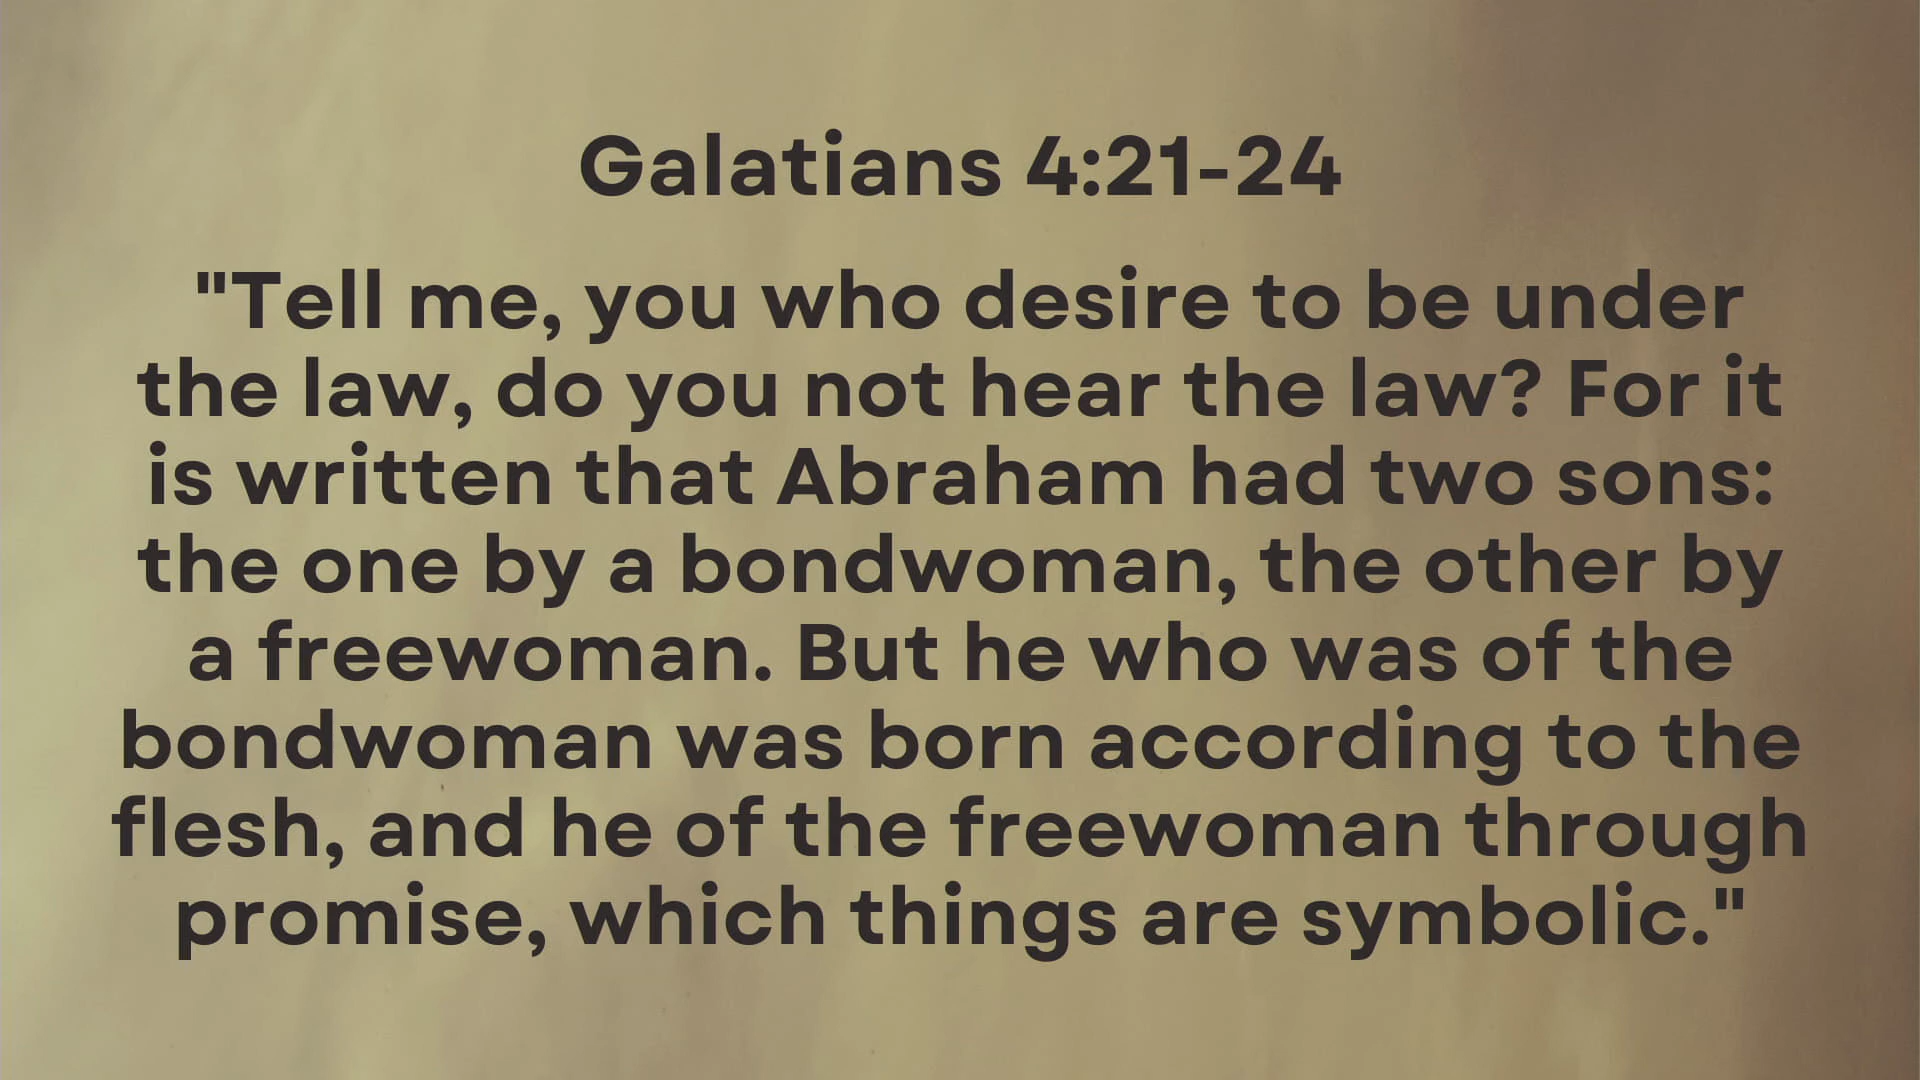 Galatians 4:21-24
"Tell me, you who desire to be under
the law, do you not hear the law? For it
is written that Abraham had two sons:
the one by a bondwoman, the other by
a freewoman. But he who was of the
bondwoman was born according to the
flesh, and he of the freewoman through
promise, which things are symbolic."